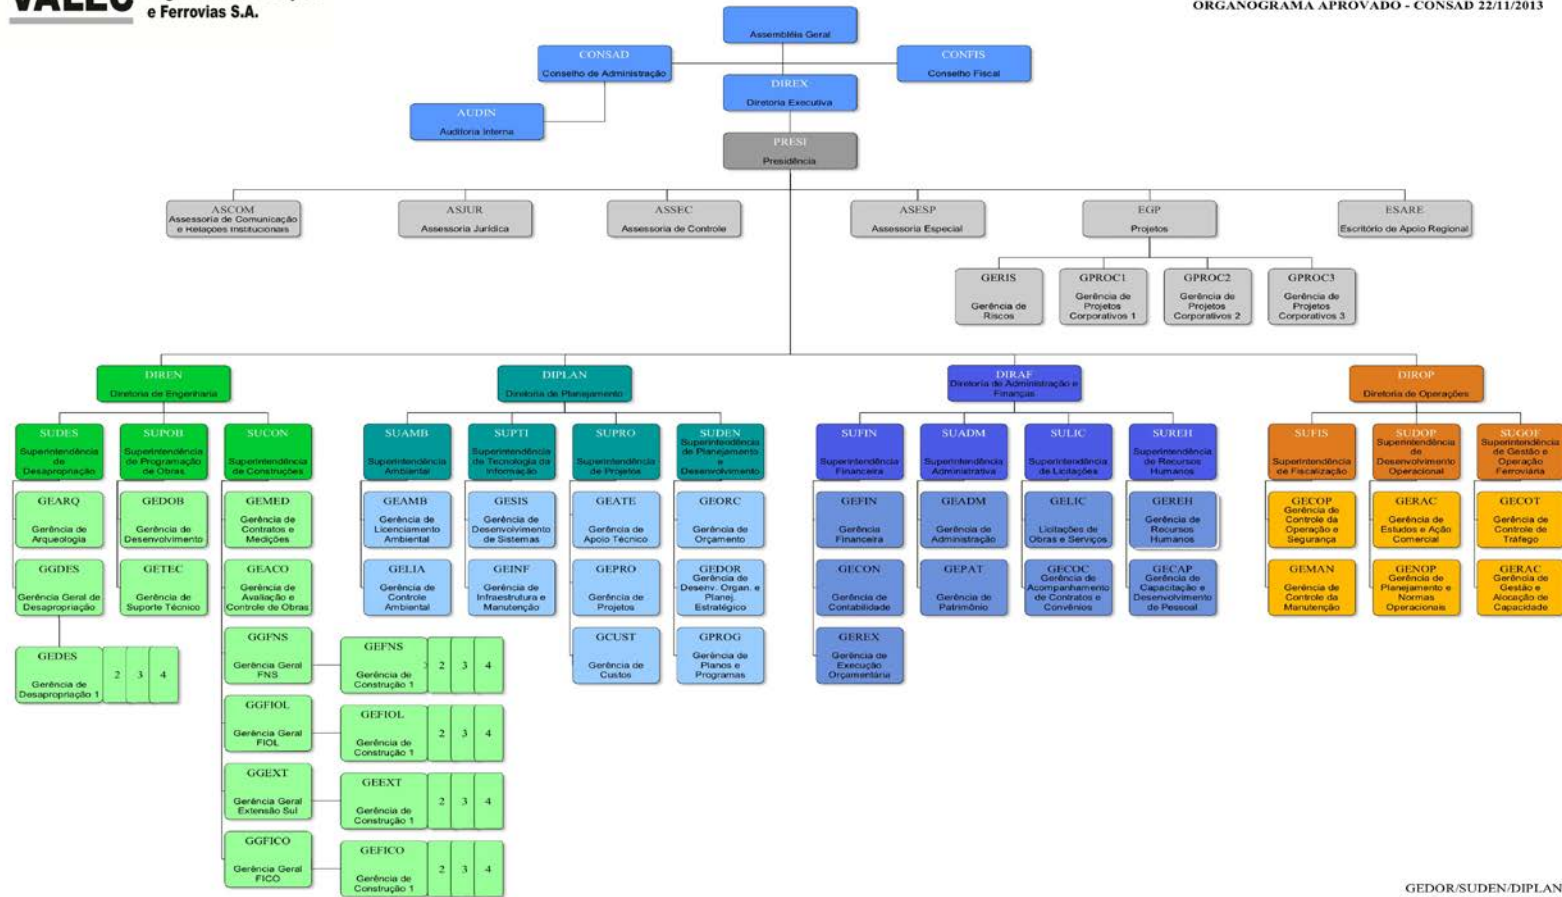 e Ferrovias S.A.
ORGANOGRAMA APROVADO - CONSAD 22/11/2013
Assembléia Geral
CONSAD
Conselho de Administração
CONFIS
Conselho Fiscal
DIREX
Diretoria Executiva
AUDIN
Auditoria Interna
PRESI
Presidência
ASCOM
Assessoria de Comunicação
e Relações Institucionais
ASJUR
Assessoria Jurídica
ASSEC
Assessoria de Controle
ASESP
Assessoria Especial
EGP
Projetos
ESARE
Escritório de Apoio Regional
GERIS
Gerência de
Riscos
GPROC1
Gerência de
Projetos
Corporativos 1
GPROC2
Gerência de
Projetos
Corporativos 2
GPROC3
Gerência de
Projetos
Corporativos 3
DIREN
Diretoria de Engenharia
DIPLAN
Diretoria de Planejamento
DIRAF
Diretoria de Administração e
Finanças
DIROP
Diretoria de Operações
SUDES
Superintendência
de
Desapropriação
SUPOB
Superintendência
de Programação
de Obras
SUCON
Superintendência
de Construções
SUAMB
Superintendência
Ambiental
SUPTI
Superintendência
de Tecnologia da
Informação
SUPRO
Superintendência
de Projetos
SUDEN
Superintendência
de Planejamento
e
Desenvolvimento
SUFIN
Superintendência
Financeira
SUADM
Superintendência
Administrativa
SULIC
Superintendência
de Licitações
SUREH
Superintendência
de Recursos
Humanos
SUFIS
Superintendência
de Fiscalização
SUDOP
Superintendência
de
Desenvolvimento
Operacional
SUGOF
Superintendência
de Gestão e
Operação
Ferroviária
GEARQ
Gerência de
Arqueologia
GEDOB
Gerência de
Desenvolvimento
GEMED
Gerência de
Contratos e
Medições
GEAMB
Gerência de
Licenciamento
Ambiental
GESIS
Gerência de
Desenvolvimento
de Sistemas
GEATE
Gerência de
Apoio Técnico
GEORC
Gerência de
Orçamento
GEFIN
Gerência
Financeira
GEADM
Gerência de
Administração
GELIC
Licitações de
Obras e Serviços
GEREH
Gerência de
Recursos
Humanos
GECOP
Gerência de
Controle da
Operação e
Segurança
GERAC
Gerência de
Estudos e Ação
Comercial
GECOT
Gerência de
Controle de
Tráfego
GGDES
Gerência Geral de
Desapropriação
GETEC
Gerência de
Suporte Técnico
GEACO
Gerência de
Avaliação e
Controle de Obras
GELIA
Gerência de
Controle
Ambiental
GEINF
Gerência de
Infraestrutura e
Manutenção
GEPRO
Gerência de
Projetos
GEDOR
Gerência de
Desenv. Organ. e
Planej.
Estratégico
GECON
Gerência de
Contabilidade
GEPAT
Gerência de
Patrimônio
GECOC
Gerência de
Acompanhamento
de Contratos e
Convênios
GECAP
Gerência de
Capacitação e
Desenvolvimento
de Pessoal
GEMAN
Gerência de
Controle da
Manutenção
GENOP
Gerência de
Planejamento e
Normas
Operacionais
GERAC
Gerência de
Gestão e
Alocação de
Capacidade
GEDES
Gerência de
Desapropriação 1
2 3 4
GGFNS
Gerência Geral
FNS
GEFNS
Gerência de
Construção 1
2 3 4
GCUST
Gerência de
Custos
GPROG
Gerência de
Planos e
Programas
GEREX
Gerência de
Execução
Orçamentária
GGFIOL
Gerência Geral
FIOL
GEFIOL
Gerência de
Construção 1
2 3 4
GGEXT
Gerência Geral
Extensão Sul
GEEXT
Gerência de
Construção 1
2 3 4
GGFICO
Gerência Geral
FICO
GEFICO
Gerência de
Construção 1
2 3 4
GEDOR/SUDEN/DIPLAN